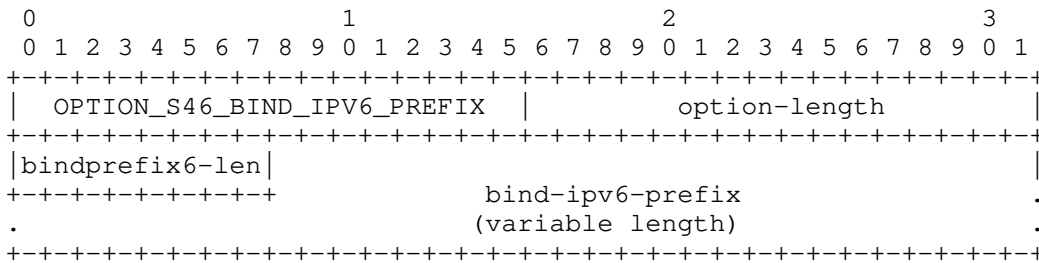 0                   1                   2                   3
 0 1 2 3 4 5 6 7 8 9 0 1 2 3 4 5 6 7 8 9 0 1 2 3 4 5 6 7 8 9 0 1
+-+-+-+-+-+-+-+-+-+-+-+-+-+-+-+-+-+-+-+-+-+-+-+-+-+-+-+-+-+-+-+-+
|  OPTION_S46_BIND_IPV6_PREFIX  |         option-length         |
+-+-+-+-+-+-+-+-+-+-+-+-+-+-+-+-+-+-+-+-+-+-+-+-+-+-+-+-+-+-+-+-+
|bindprefix6-len|                                               |
+-+-+-+-+-+-+-+-+             bind-ipv6-prefix                  .
.                             (variable length)                 .
+-+-+-+-+-+-+-+-+-+-+-+-+-+-+-+-+-+-+-+-+-+-+-+-+-+-+-+-+-+-+-+-+